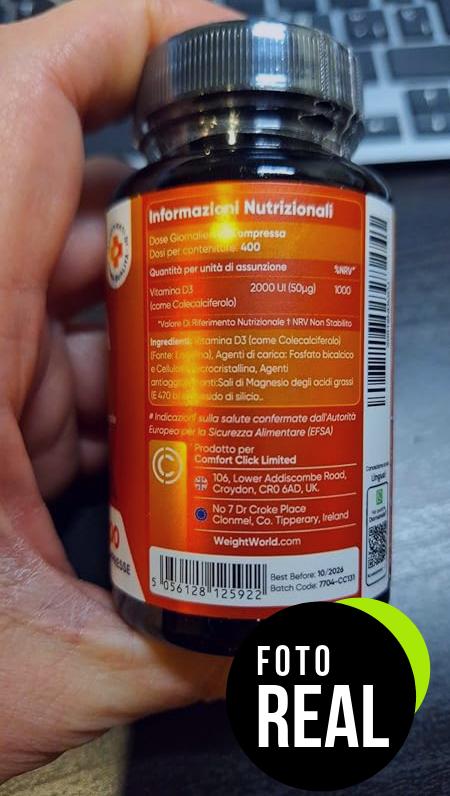 Informazioni Nutrizionali
Dose Giornaliera: 1 Compressa
Dosi per contenitore: 400
Quantità per unità di assunzione %NRV*
Vitamina D3 2000 UI (50µg) 1000
(come Colecalciferolo)
*Valore Di Riferimento Nutrizionale † NRV Non Stabilito
Ingredienti: Vitamina D3 (come Colecalciferolo)
(Fonte: Lanolina), Agenti di carica: Fosfato bicalcico
e Cellulosa microcristallina, Agenti
antiagglomeranti: Sali di Magnesio degli acidi grassi
(E 470 b)
# Indicazioni sulla salute confermate dall'Autorità
Europea per la Sicurezza Alimentare (EFSA)
Prodotto per
Comfort Click Limited
106, Lower Addiscombe Road,
Croydon, CR0 6AD, UK.
No 7 Dr Croke Place
Clonmel, Co. Tipperary, Ireland
WeightWorld.com
5 056128 125922
Best Before: 10/2026
Batch Code: 7704-CC131
FOTO
REAL